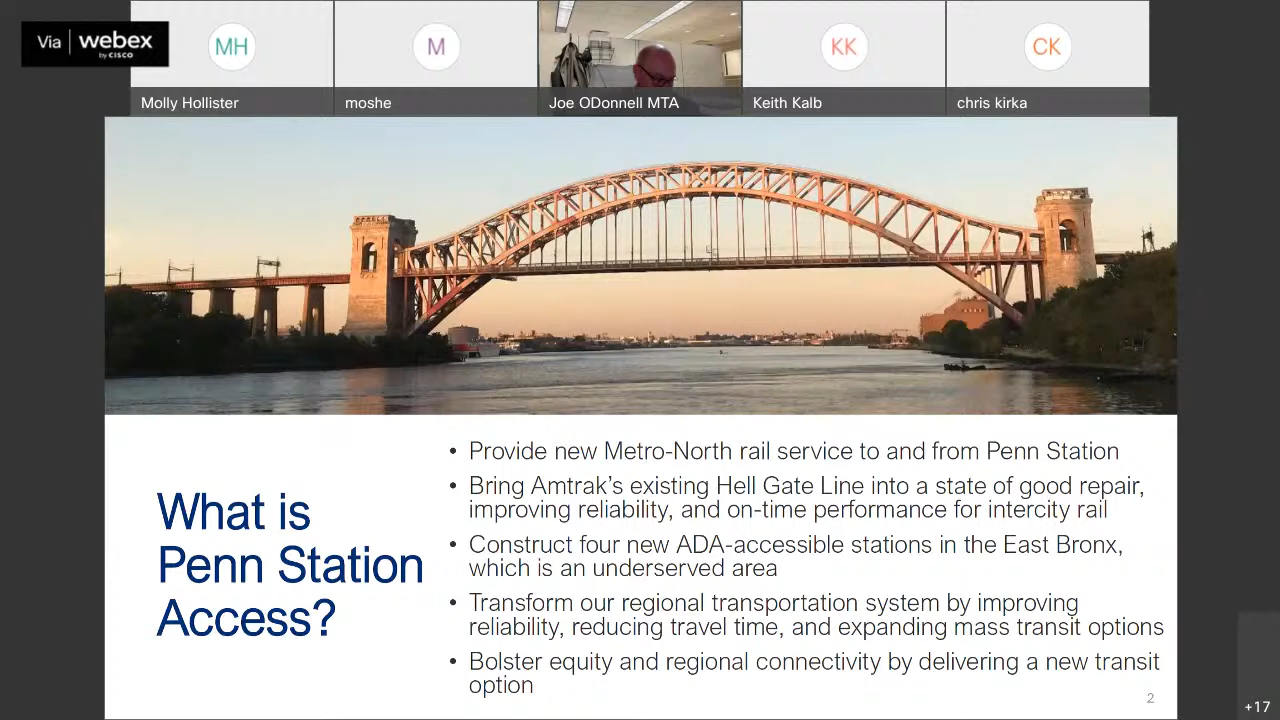 Via | webex
by CISCO
MH
M
KK
CK
Molly Hollister
moshe
Joe ODonnell MTA
Keith Kalb
chris kirka
What is
Penn Station
Access?
• Provide new Metro-North rail service to and from Penn Station
• Bring Amtrak’s existing Hell Gate Line into a state of good repair,
improving reliability, and on-time performance for intercity rail
• Construct four new ADA-accessible stations in the East Bronx,
which is an underserved area
• Transform our regional transportation system by improving
reliability, reducing travel time, and expanding mass transit options
• Bolster equity and regional connectivity by delivering a new transit
option
2
+17